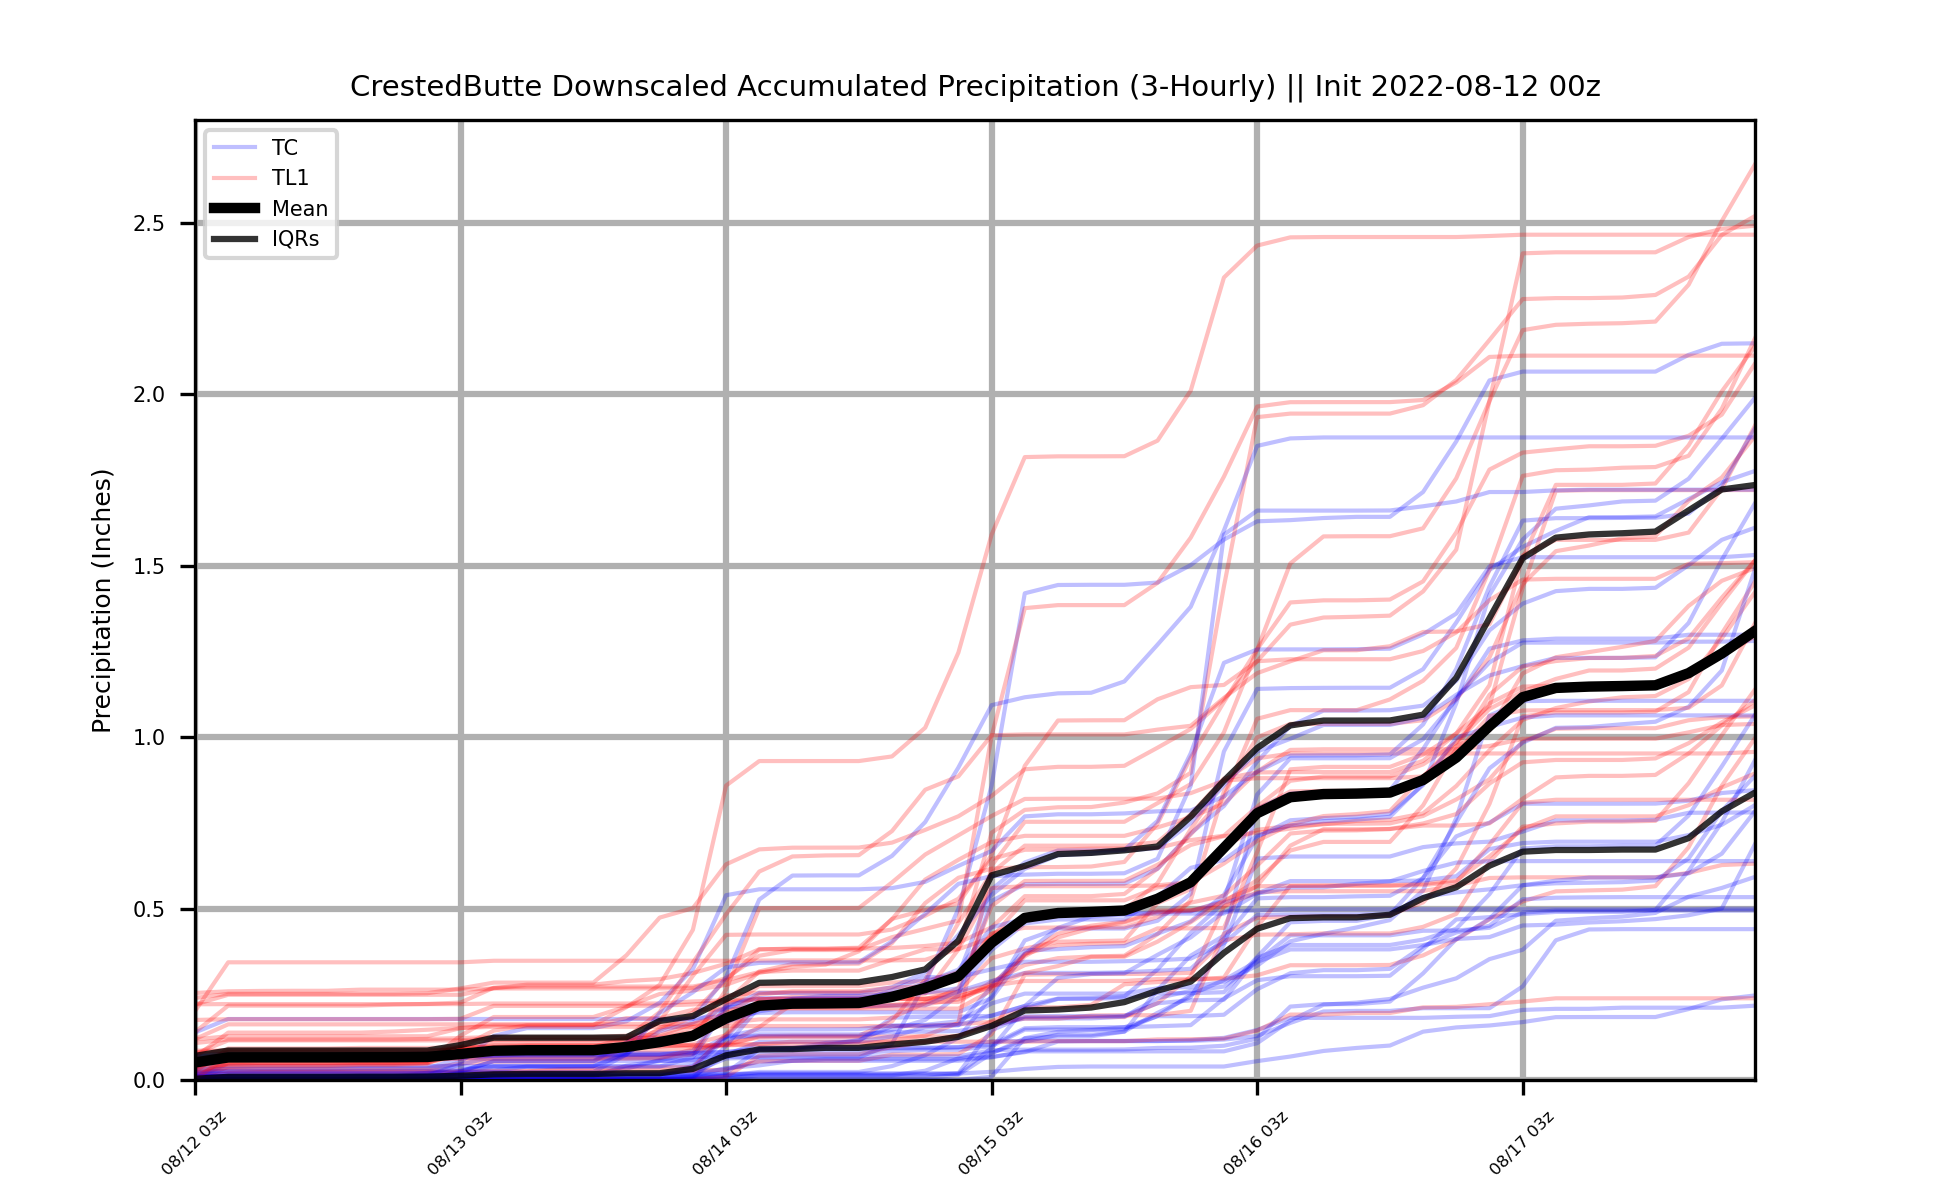 CrestedButte Downscaled Accumulated Precipitation (3-Hourly) || Init 2022-08-12 00z
TC
TL1
Mean
IQRs
Precipitation (Inches)
2.5
2.0
1.5
1.0
0.5
0.0
08/12 03z
08/13 03z
08/14 03z
08/15 03z
08/16 03z
08/17 03z